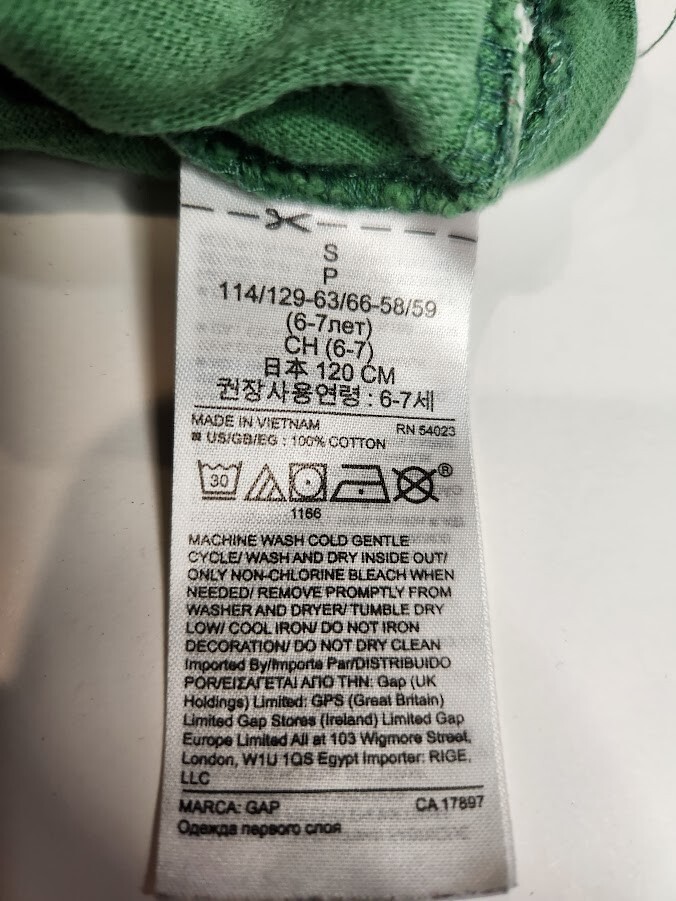 S
P
114/129-63/66-58/59
(6-7лет)
CH (6-7)
日本 120 CM
권장사용연령 : 6-7세
MADE IN VIETNAM RN 54023
US/GB/EG : 100% COTTON
30
®
1166
MACHINE WASH COLD GENTLE
CYCLE/ WASH AND DRY INSIDE OUT/
ONLY NON-CHLORINE BLEACH WHEN
NEEDED/ REMOVE PROMPTLY FROM
WASHER AND DRYER/ TUMBLE DRY
LOW/ COOL IRON/ DO NOT IRON
DECORATION/ DO NOT DRY CLEAN
Imported By/Importe Par/DISTRIBUIDO
POR/ΕΙΣΑΓΕΤΑΙ ΑΠΟ ΤΗΝ: Gap (UK
Holdings) Limited: GPS (Great Britain)
Limited Gap Stores (Ireland) Limited Gap
Europe Limited All at 103 Wigmore Street,
London, W1U 1QS Egypt Importer: RIGE,
LLC
MARCA: GAP CA 17897
Одежда первого слоя